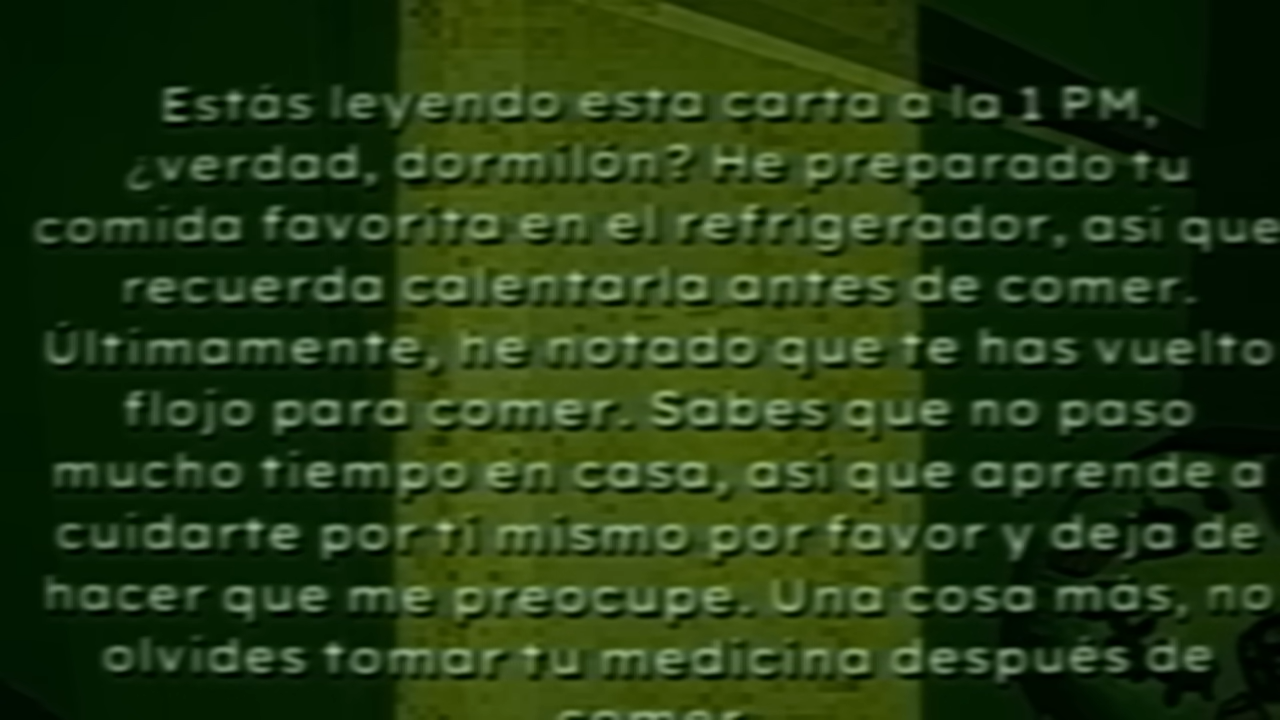 Estás leyendo esta carta a la 1 PM,
¿verdad, dormilón? He preparado tu
comida favorita en el refrigerador, así que
recuerda calentarla antes de comer.
Últimamente, he notado que te has vuelto
flojo para comer. Sabes que no paso
mucho tiempo en casa, así que aprende a
cuidarte por ti mismo por favor y deja de
hacer que me preocupe. Una cosa más, no
olvides tomar tu medicina después de
comer